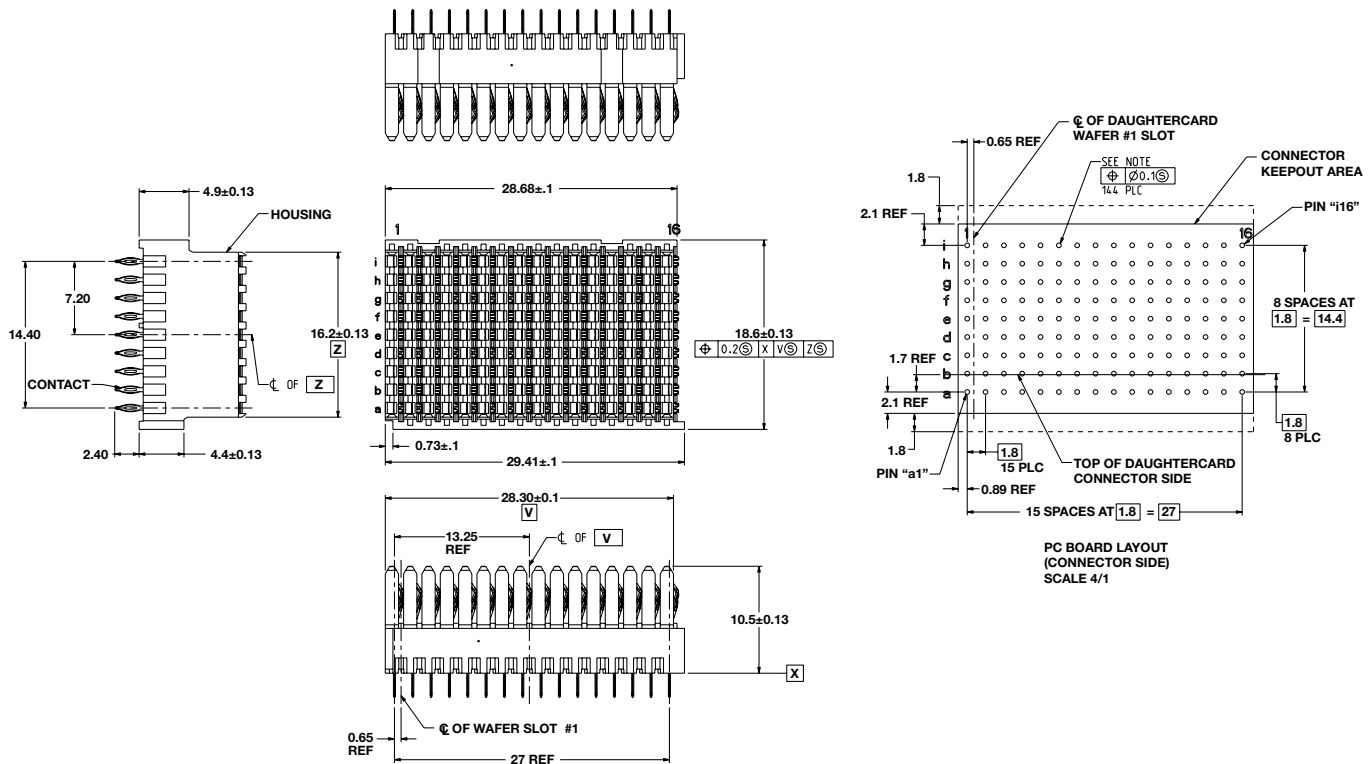 4.9±0.13
HOUSING
7.20
14.40
16.2±0.13
Z
CONTACT
℄ OF Z
2.40
4.4±0.13
28.68±.1
1
16
i
h
g
f
e
d
c
b
a
18.6±0.13
⌖ 0.2Ⓢ X VⓈ ZⓈ
0.73±.1
29.41±.1
28.30±0.1
V
13.25
REF
℄ OF V
10.5±0.13
X
℄ OF WAFER SLOT #1
0.65
REF
27 REF
℄ OF DAUGHTERCARD
WAFER #1 SLOT
0.65 REF
SEE NOTE
⌖ Ø0.1Ⓢ
144 PLC
CONNECTOR
KEEPOUT AREA
1.8
2.1 REF
PIN “i16”
1
16
i
h
g
f
e
d
c
b
a
8 SPACES AT
1.8 = 14.4
1.7 REF
2.1 REF
1.8
8 PLC
1.8
1.8
15 PLC
TOP OF DAUGHTERCARD
CONNECTOR SIDE
PIN “a1”
0.89 REF
15 SPACES AT 1.8 = 27
PC BOARD LAYOUT
(CONNECTOR SIDE)
SCALE 4/1